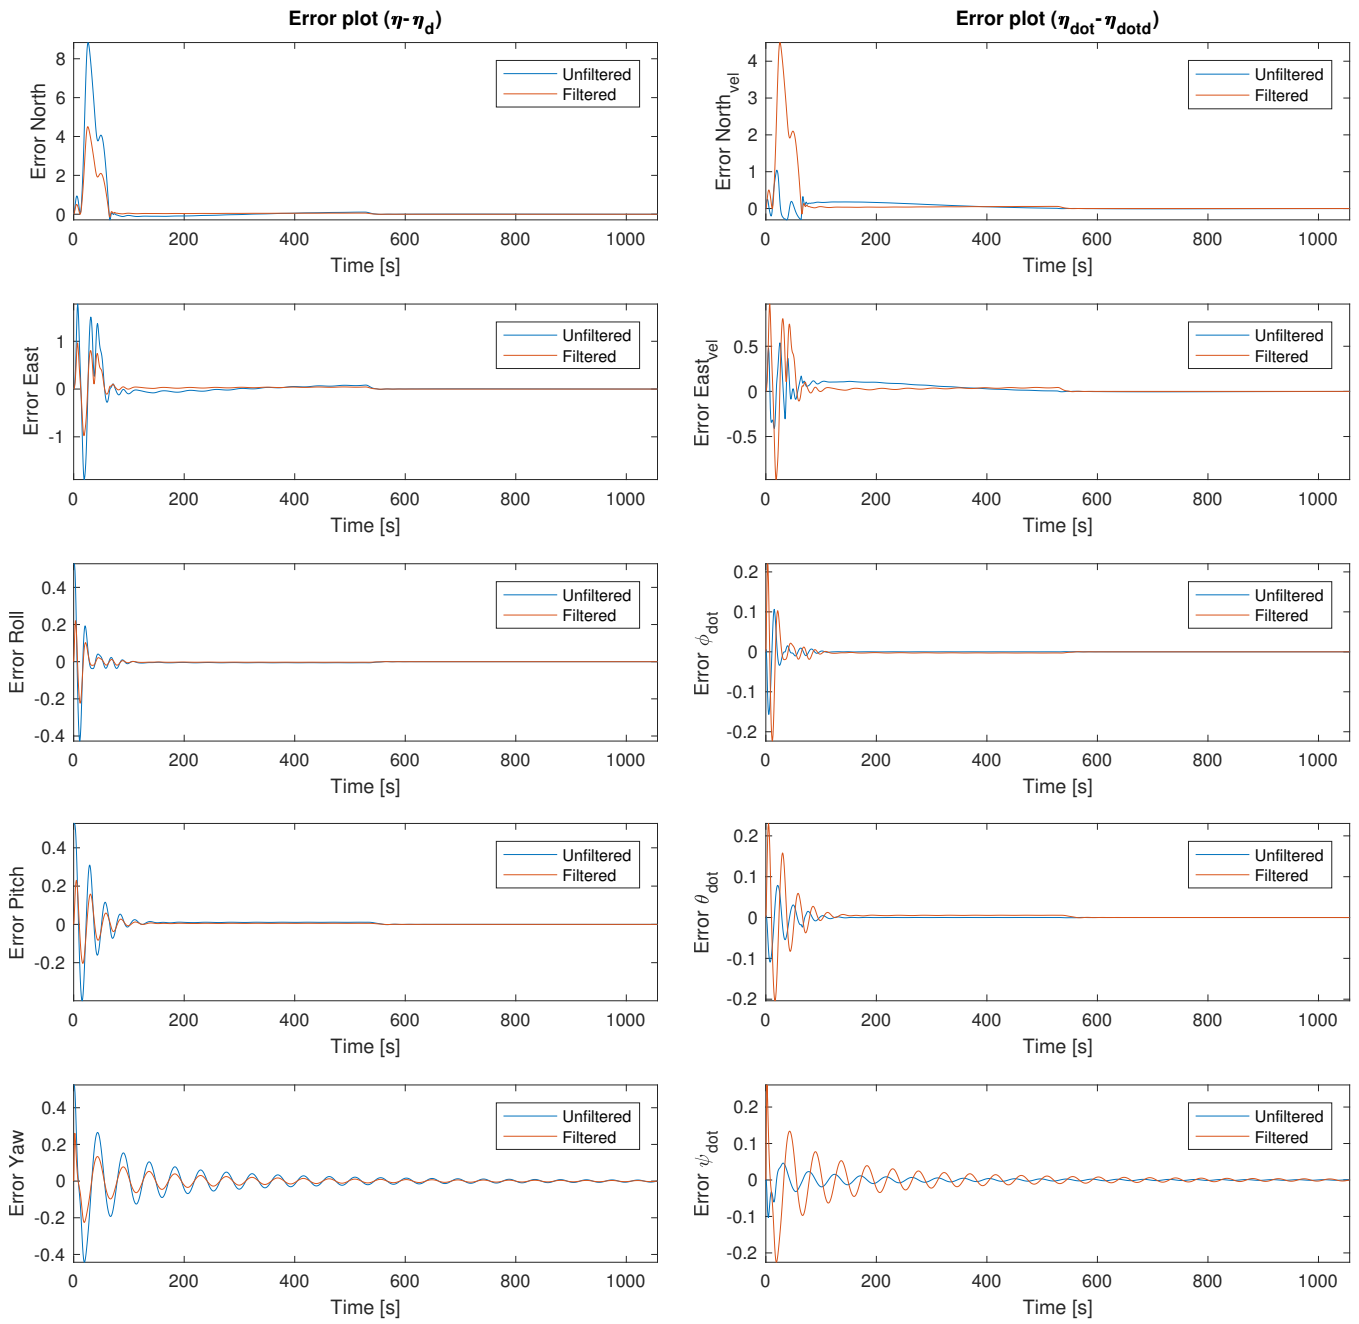 Error plot (η-ηd)
Error North
8
6
4
2
0
Unfiltered
Filtered
0 200 400 600 800 1000
Time [s]
Error plot (ηdot-ηdotd)
Error Northvel
4
3
2
1
0
Unfiltered
Filtered
0 200 400 600 800 1000
Time [s]
Error East
1
0
-1
Unfiltered
Filtered
0 200 400 600 800 1000
Time [s]
Error Eastvel
0.5
0
-0.5
Unfiltered
Filtered
0 200 400 600 800 1000
Time [s]
Error Roll
0.4
0.2
0
-0.2
-0.4
Unfiltered
Filtered
0 200 400 600 800 1000
Time [s]
Error ϕdot
0.2
0.1
0
-0.1
-0.2
Unfiltered
Filtered
0 200 400 600 800 1000
Time [s]
Error Pitch
0.4
0.2
0
-0.2
Unfiltered
Filtered
0 200 400 600 800 1000
Time [s]
Error θdot
0.2
0.1
0
-0.1
-0.2
Unfiltered
Filtered
0 200 400 600 800 1000
Time [s]
Error Yaw
0.4
0.2
0
-0.2
-0.4
Unfiltered
Filtered
0 200 400 600 800 1000
Time [s]
Error ψdot
0.2
0.1
0
-0.1
-0.2
Unfiltered
Filtered
0 200 400 600 800 1000
Time [s]